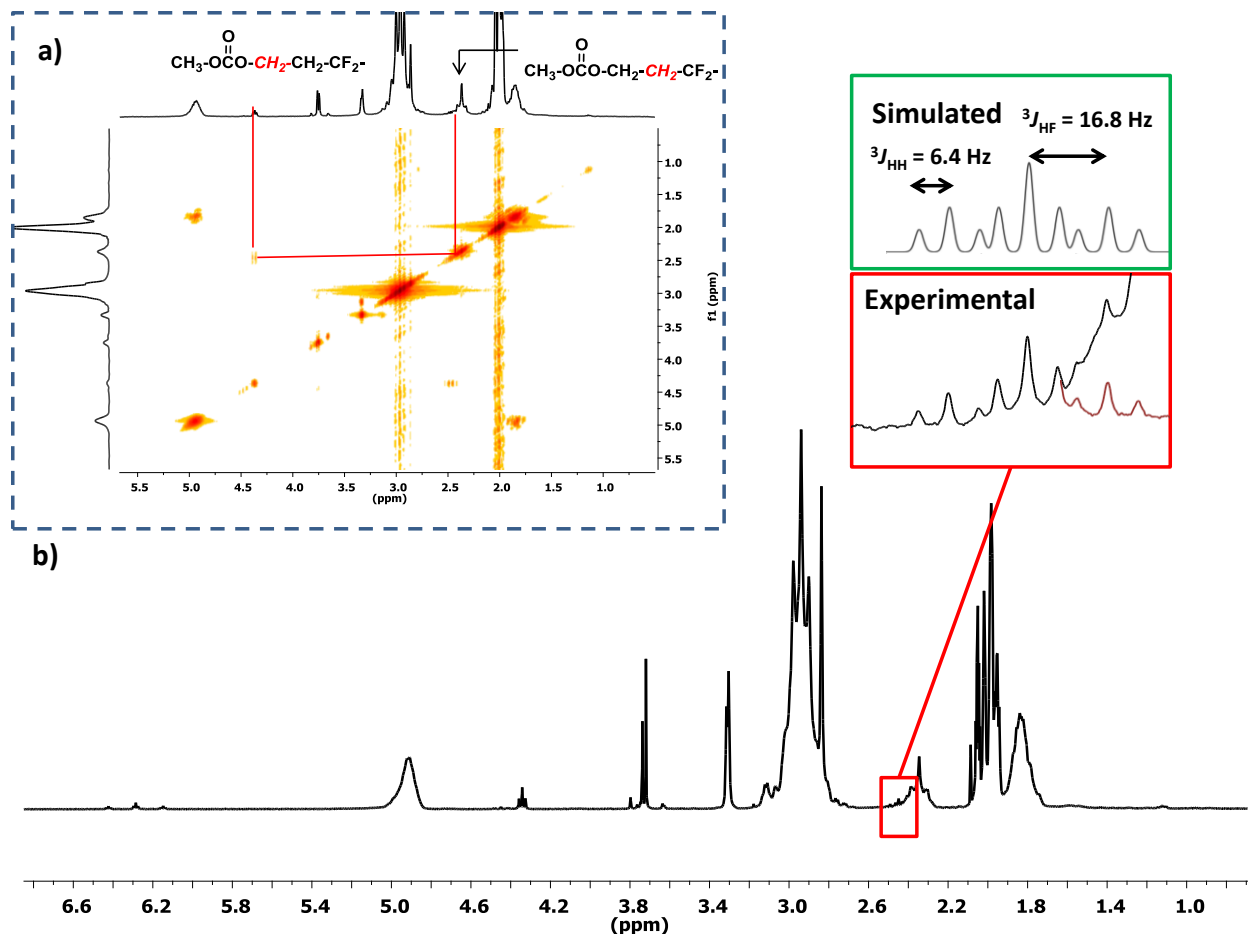 a)
O
CH3-OCO-CH2-CH2-CF2-
O
CH3-OCO-CH2-CH2-CF2-
1.0
1.5
2.0
2.5
3.0
3.5
4.0
4.5
5.0
5.5
f1 (ppm)
5.5 5.0 4.5 4.0 3.5 3.0 2.5 2.0 1.5 1.0
(ppm)
Simulated
3JHF = 16.8 Hz
3JHH = 6.4 Hz
Experimental
b)
6.6 6.2 5.8 5.4 5.0 4.6 4.2 3.8 3.4 3.0 2.6 2.2 1.8 1.4 1.0
(ppm)